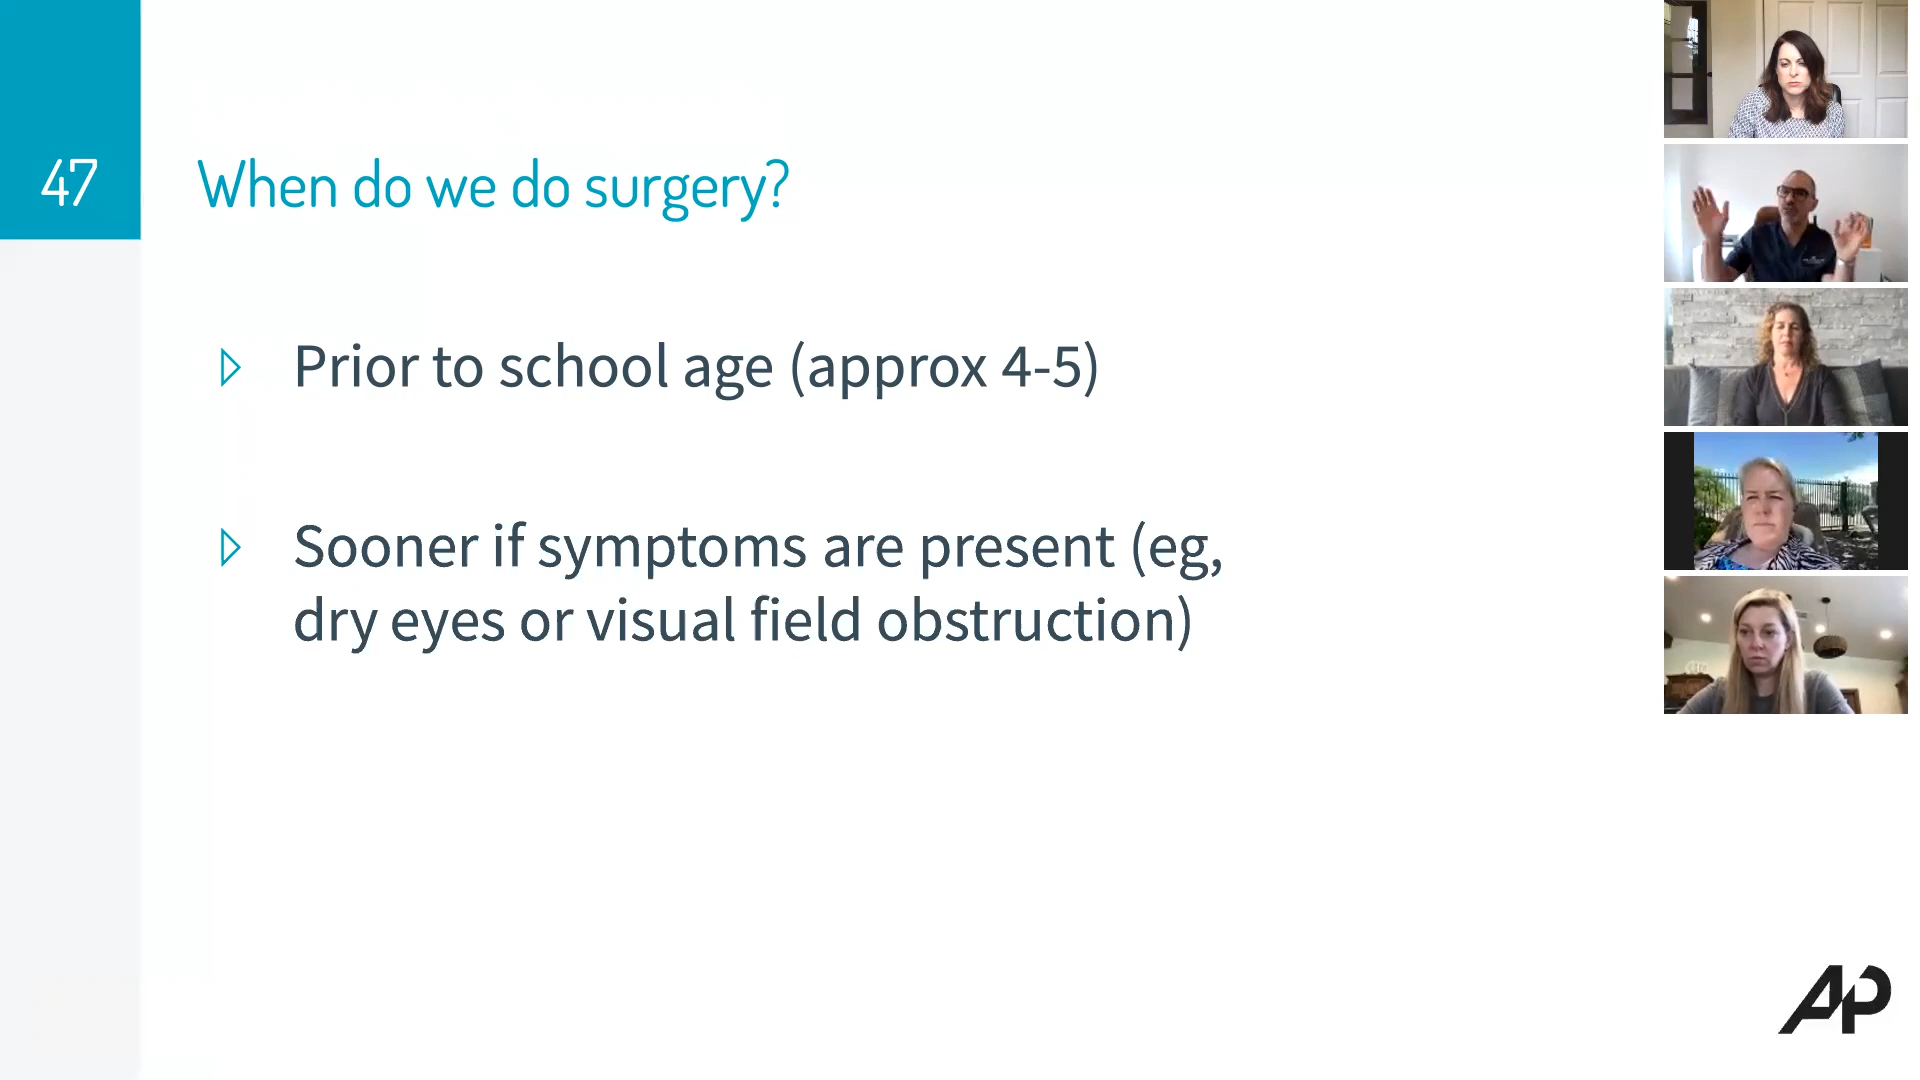 47
When do we do surgery?
Prior to school age (approx 4-5)
Sooner if symptoms are present (eg,
dry eyes or visual field obstruction)
AP